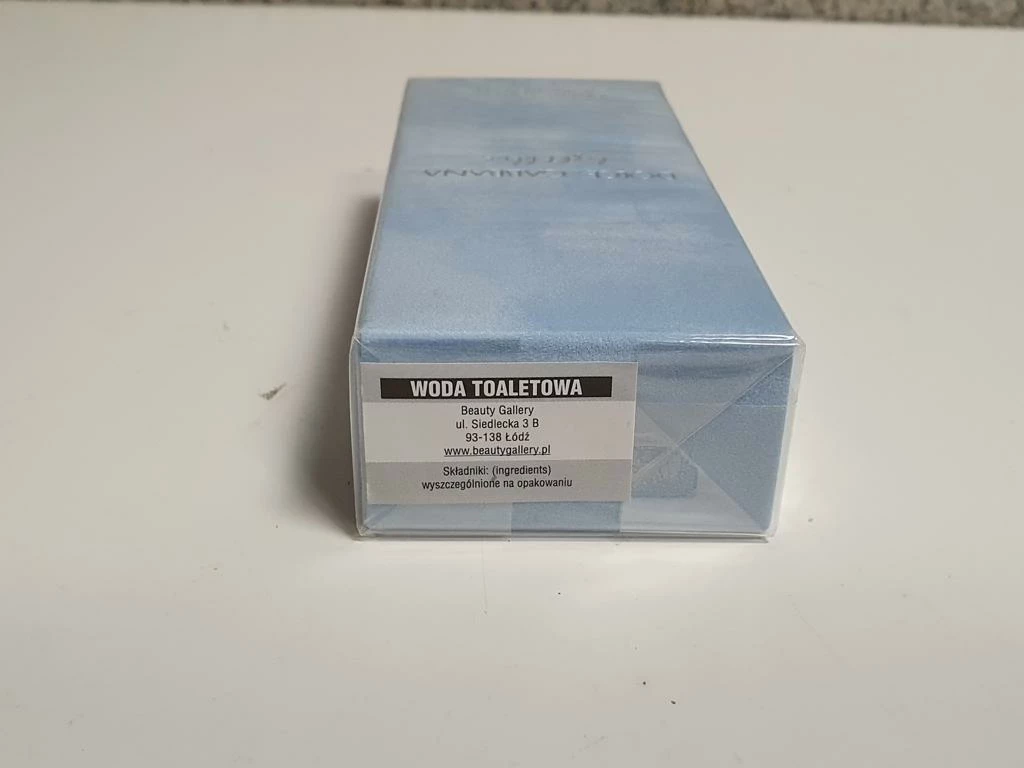 WODA TOALETOWA
Beauty Gallery
ul. Siedlecka 3 B
93-138 Łódź
www.beautygallery.pl
Składniki: (ingredients)
wyszczególnione na opakowaniu